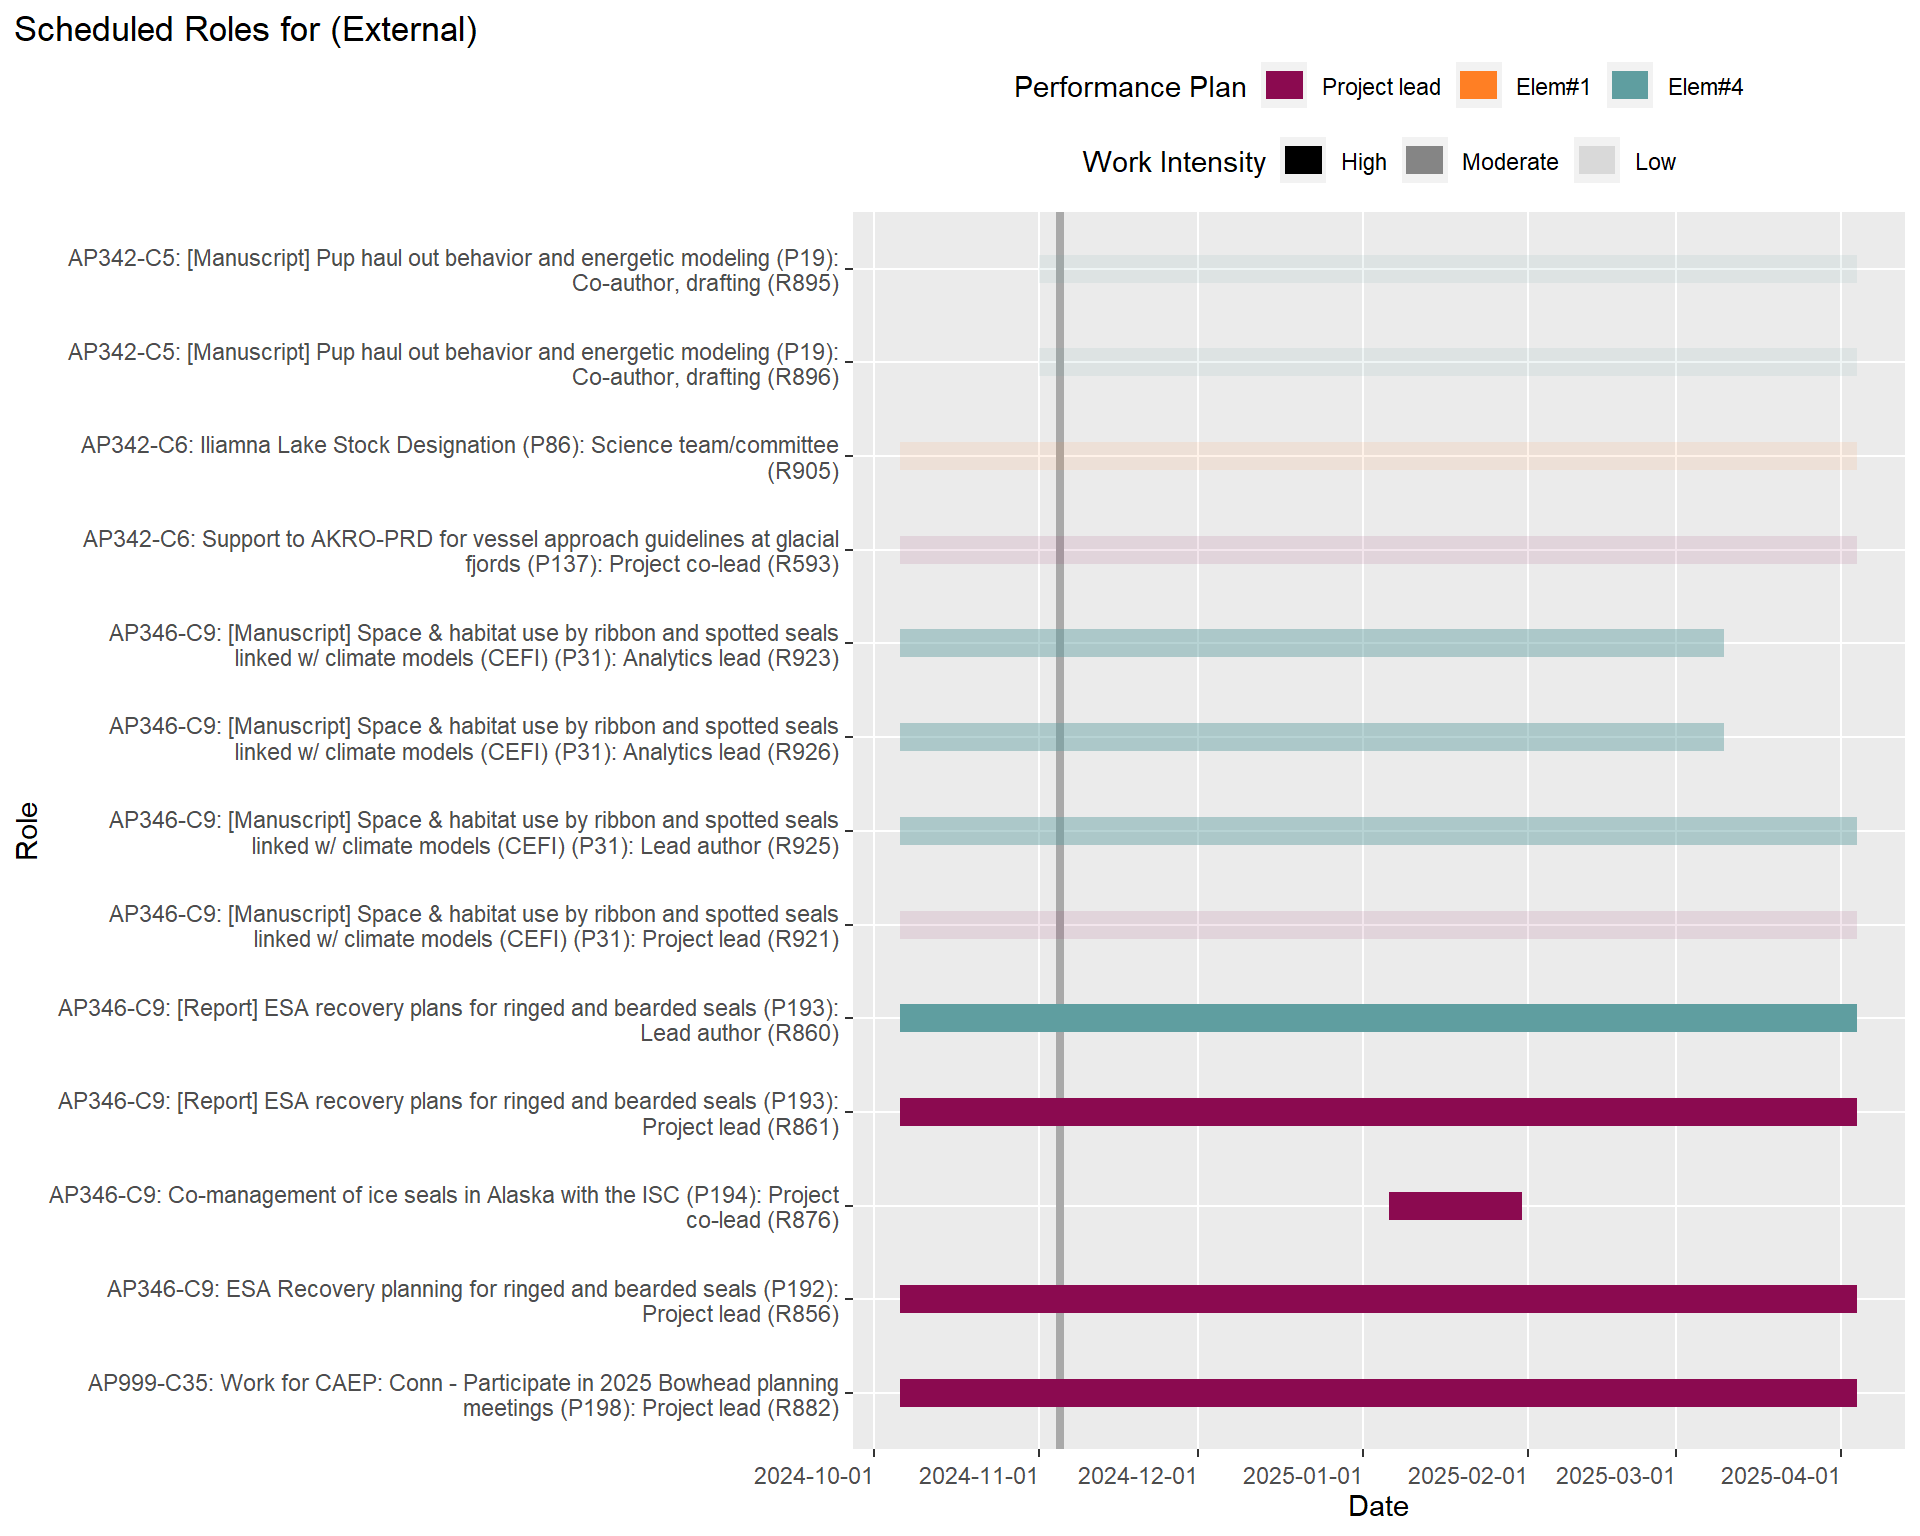 Scheduled Roles for (External)
Performance Plan Project lead Elem#1 Elem#4
Work Intensity High Moderate Low
AP342-C5: [Manuscript] Pup haul out behavior and energetic modeling (P19):
Co-author, drafting (R895)
AP342-C5: [Manuscript] Pup haul out behavior and energetic modeling (P19):
Co-author, drafting (R896)
AP342-C6: Iliamna Lake Stock Designation (P86): Science team/committee
(R905)
AP342-C6: Support to AKRO-PRD for vessel approach guidelines at glacial
fjords (P137): Project co-lead (R593)
AP346-C9: [Manuscript] Space & habitat use by ribbon and spotted seals
linked w/ climate models (CEFI) (P31): Analytics lead (R923)
AP346-C9: [Manuscript] Space & habitat use by ribbon and spotted seals
linked w/ climate models (CEFI) (P31): Analytics lead (R926)
AP346-C9: [Manuscript] Space & habitat use by ribbon and spotted seals
linked w/ climate models (CEFI) (P31): Lead author (R925)
AP346-C9: [Manuscript] Space & habitat use by ribbon and spotted seals
linked w/ climate models (CEFI) (P31): Project lead (R921)
AP346-C9: [Report] ESA recovery plans for ringed and bearded seals (P193):
Lead author (R860)
AP346-C9: [Report] ESA recovery plans for ringed and bearded seals (P193):
Project lead (R861)
AP346-C9: Co-management of ice seals in Alaska with the ISC (P194): Project
co-lead (R876)
AP346-C9: ESA Recovery planning for ringed and bearded seals (P192):
Project lead (R856)
AP999-C35: Work for CAEP: Conn - Participate in 2025 Bowhead planning
meetings (P198): Project lead (R882)
Role
2024-10-01 2024-11-01 2024-12-01 2025-01-01 2025-02-01 2025-03-01 2025-04-01
Date